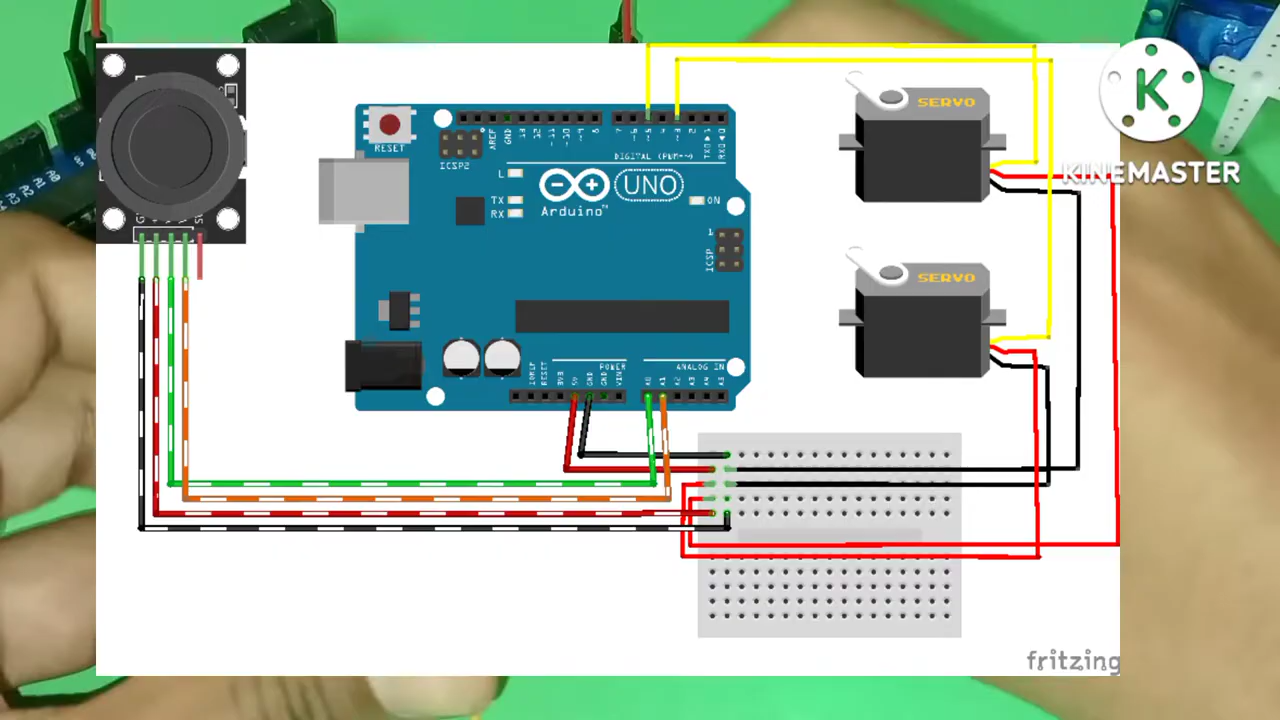 K
KINEMASTER
SERVO
SERVO
RESET
ICSP2
AREF
GND
13
12
~11
~10
~9
8
7
~6
~5
4
~3
2
TX▸1
RX◂0
DIGITAL (PWM~)
L
TX
RX
UNO
Arduino™
ON
1
ICSP
IOREF
RESET
3V3
5V
GND
GND
VIN
POWER
ANALOG IN
A0
A1
A2
A3
A4
A5
fritzing